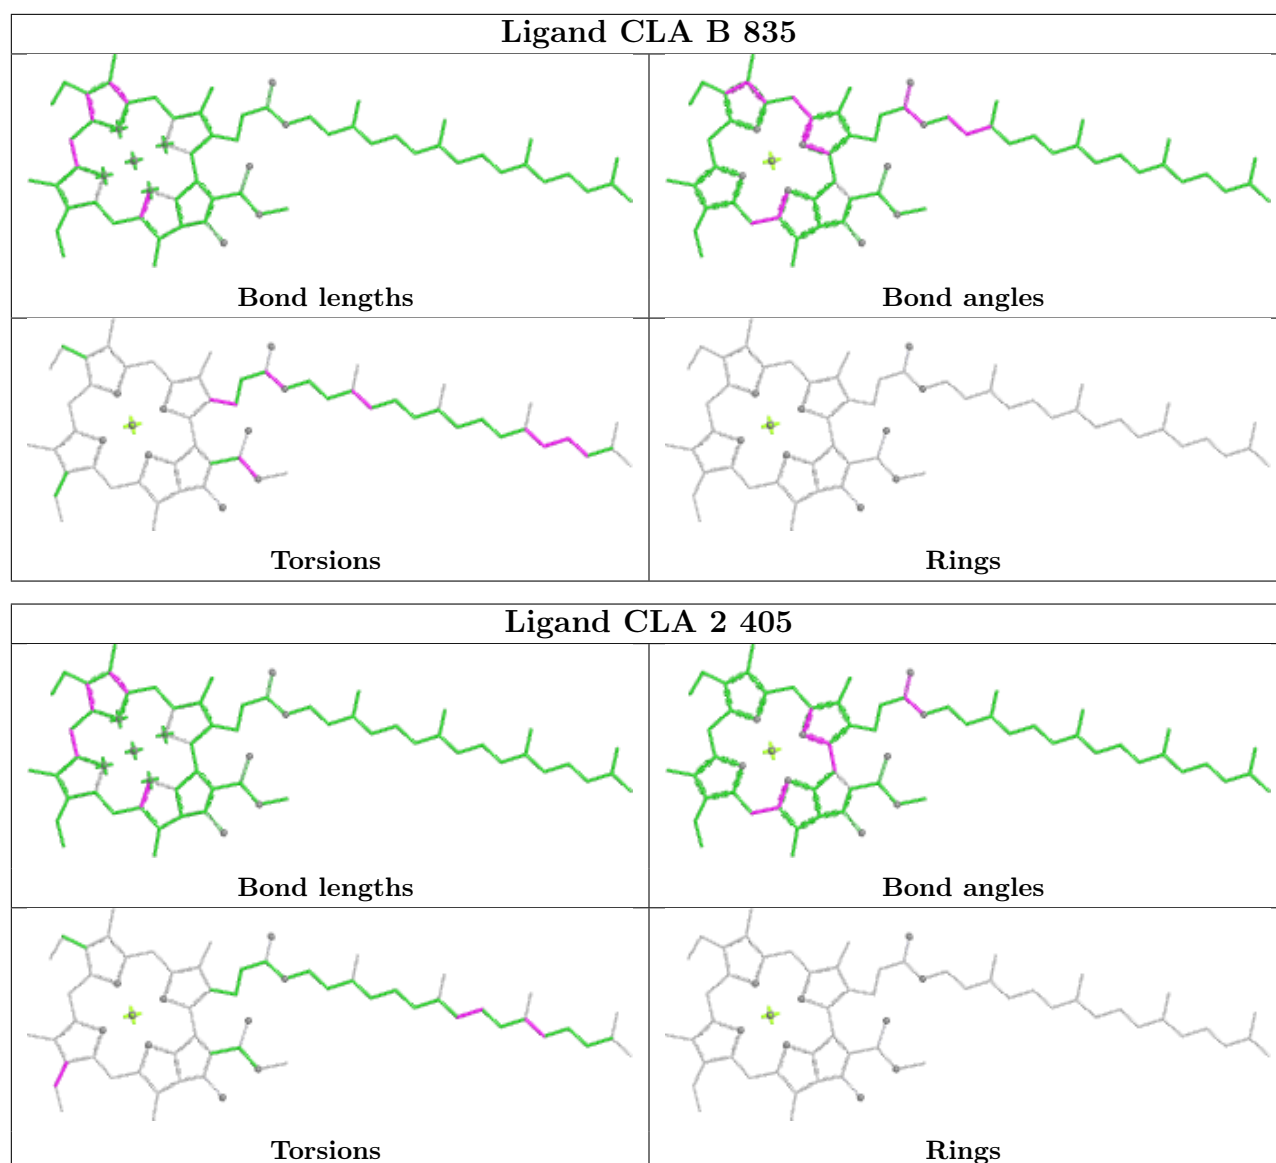 Ligand CLA B 835
Bond lengths
Bond angles
Torsions
Rings
Ligand CLA 2 405
Bond lengths
Bond angles
Torsions
Rings